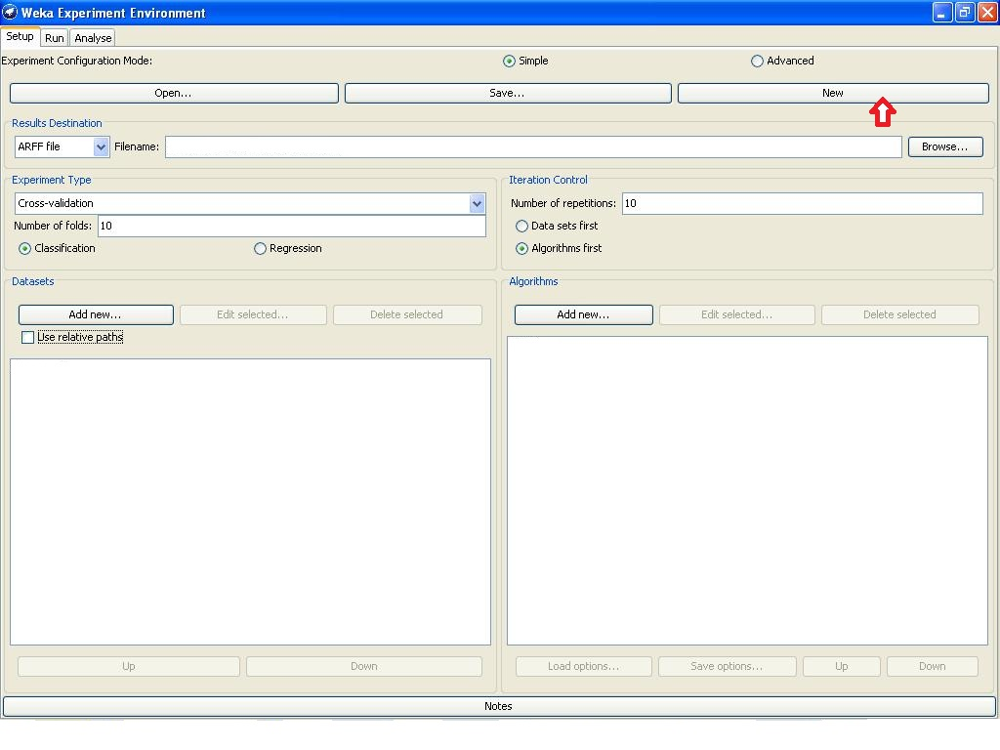 Weka Experiment Environment
Setup Run Analyse
Experiment Configuration Mode: Simple Advanced
Open... Save... New
Results Destination
ARFF file Filename: Browse...
Experiment Type Iteration Control
Cross-validation Number of repetitions: 10
Number of folds: 10 Data sets first
Classification Regression Algorithms first
Datasets Algorithms
Add new... Edit selected... Delete selected Add new... Edit selected... Delete selected
Use relative paths
Up Down Load options... Save options... Up Down
Notes